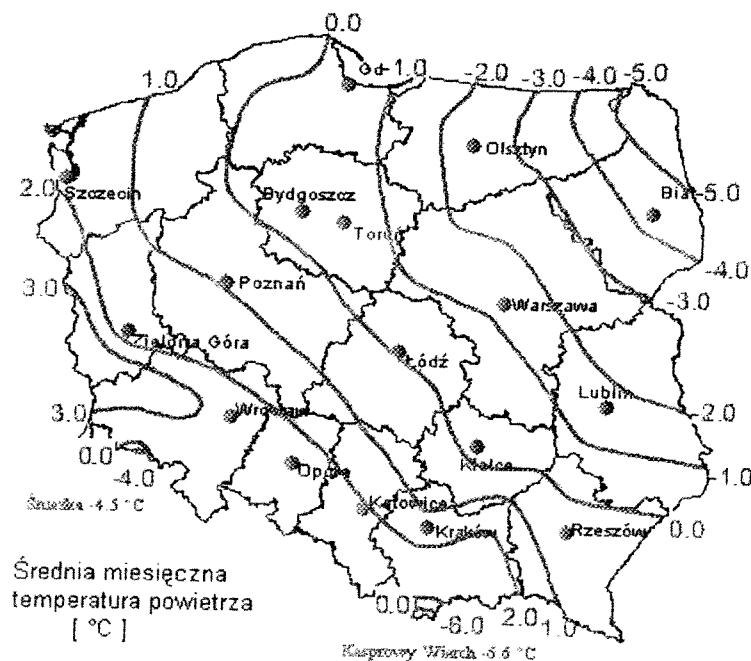 0.0
1.0
Gd
-1.0
-2.0
-3.0
-4.0
-5.0
Olsztyn
2.0
Szczecin
Bydgoszcz
Toruń
Biał
-5.0
-4.0
3.0
Poznań
Warszawa
-3.0
Zielona Góra
Łódź
Lublin
3.0
Wrocław
-2.0
0.0
-4.0
Opole
Kielce
-1.0
Śnieżka -4.5 °C
Katowice
Kraków
Rzeszów
0.0
Średnia miesięczna
temperatura powietrza
[ °C ]
0.0
-6.0
2.0
1.0
Kasprowy Wierch -6.6 °C